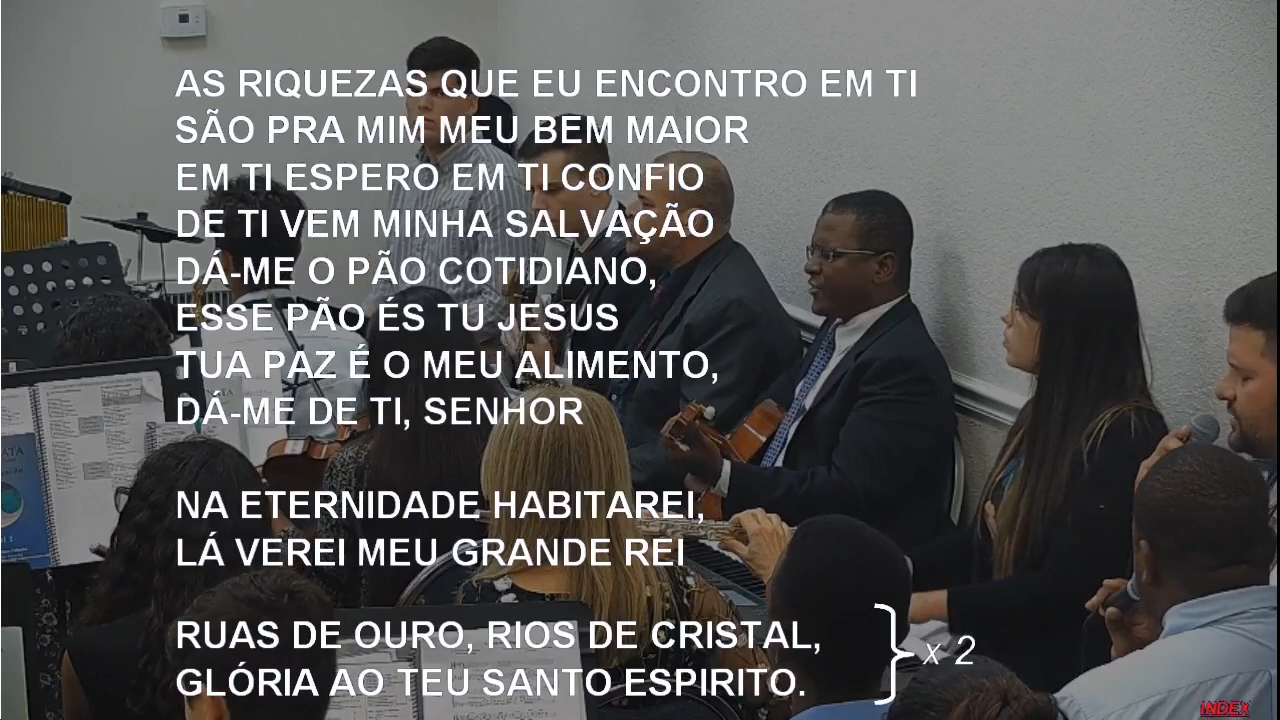 AS RIQUEZAS QUE EU ENCONTRO EM TI
SÃO PRA MIM MEU BEM MAIOR
EM TI ESPERO EM TI CONFIO
DE TI VEM MINHA SALVAÇÃO
DÁ-ME O PÃO COTIDIANO,
ESSE PÃO ÉS TU JESUS
TUA PAZ É O MEU ALIMENTO,
DÁ-ME DE TI, SENHOR
NA ETERNIDADE HABITAREI,
LÁ VEREI MEU GRANDE REI
RUAS DE OURO, RIOS DE CRISTAL,
GLÓRIA AO TEU SANTO ESPIRITO.
x 2
INDEX